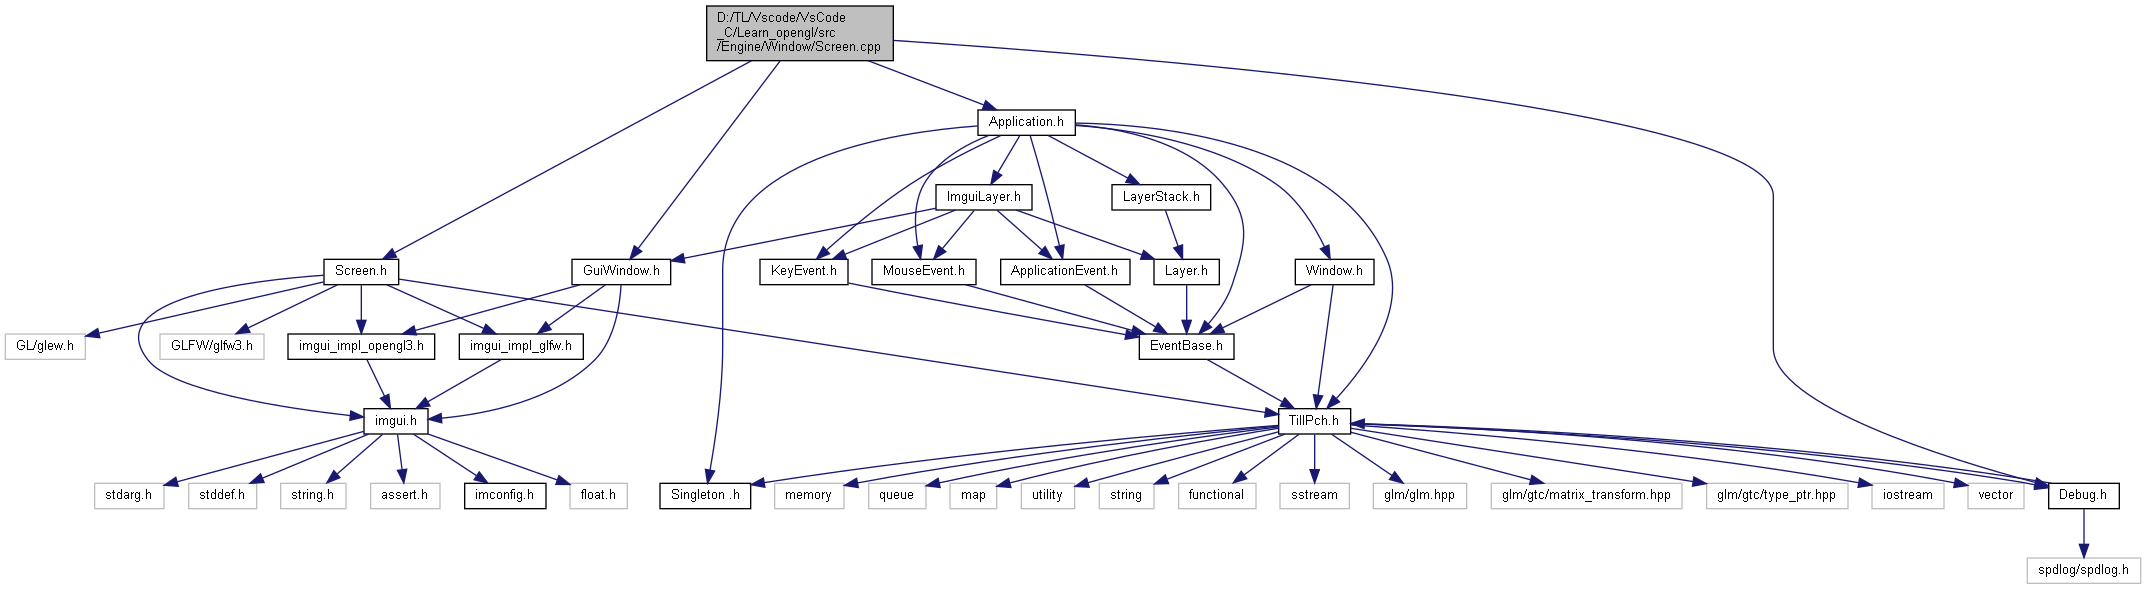 D:/TL/Vscode/VsCode
_C/Learn_opengl/src
/Engine/Window/Screen.cpp
Application.h
ImguiLayer.h
LayerStack.h
Screen.h
GuiWindow.h
KeyEvent.h
MouseEvent.h
ApplicationEvent.h
Layer.h
Window.h
GL/glew.h
GLFW/glfw3.h
imgui_impl_opengl3.h
imgui_impl_glfw.h
EventBase.h
imgui.h
TillPch.h
stdarg.h
stddef.h
string.h
assert.h
imconfig.h
float.h
Singleton .h
memory
queue
map
utility
string
functional
sstream
glm/glm.hpp
glm/gtc/matrix_transform.hpp
glm/gtc/type_ptr.hpp
iostream
vector
Debug.h
spdlog/spdlog.h